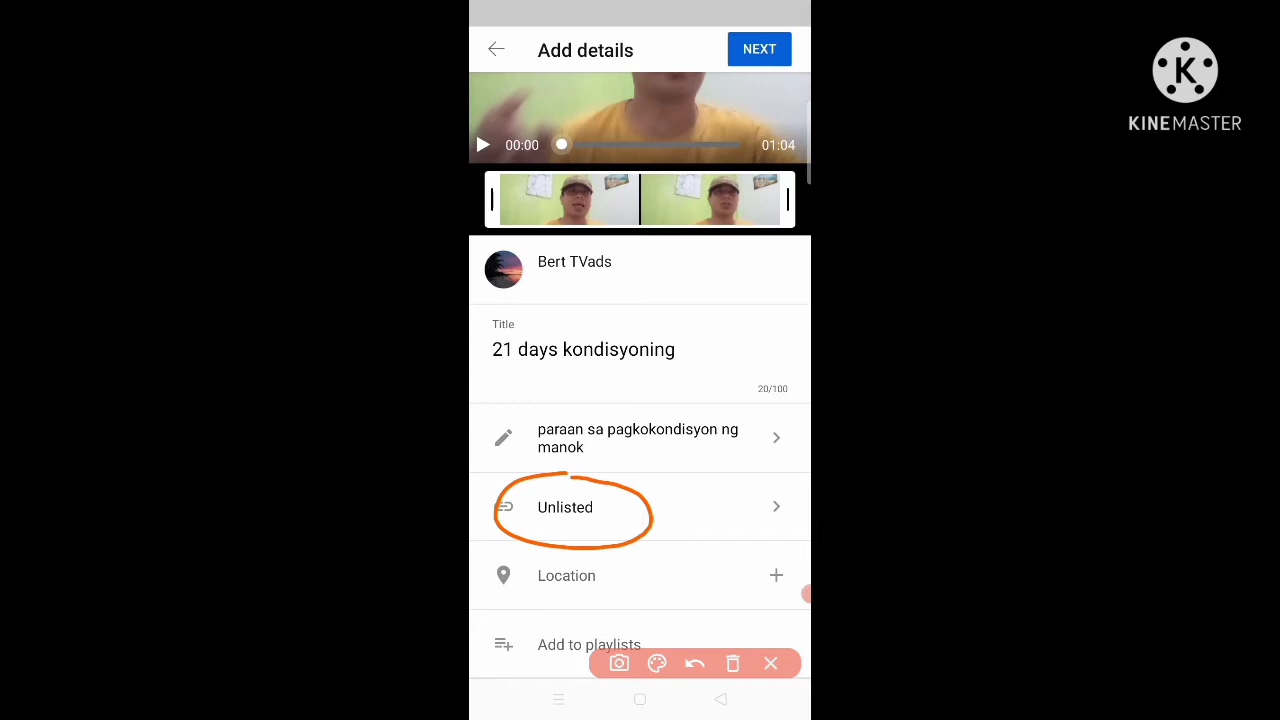 Add details
NEXT
KINEMASTER
00:00
01:04
Bert TVads
Title
21 days kondisyoning
20/100
paraan sa pagkokondisyon ng
manok
Unlisted
Location
Add to playlists